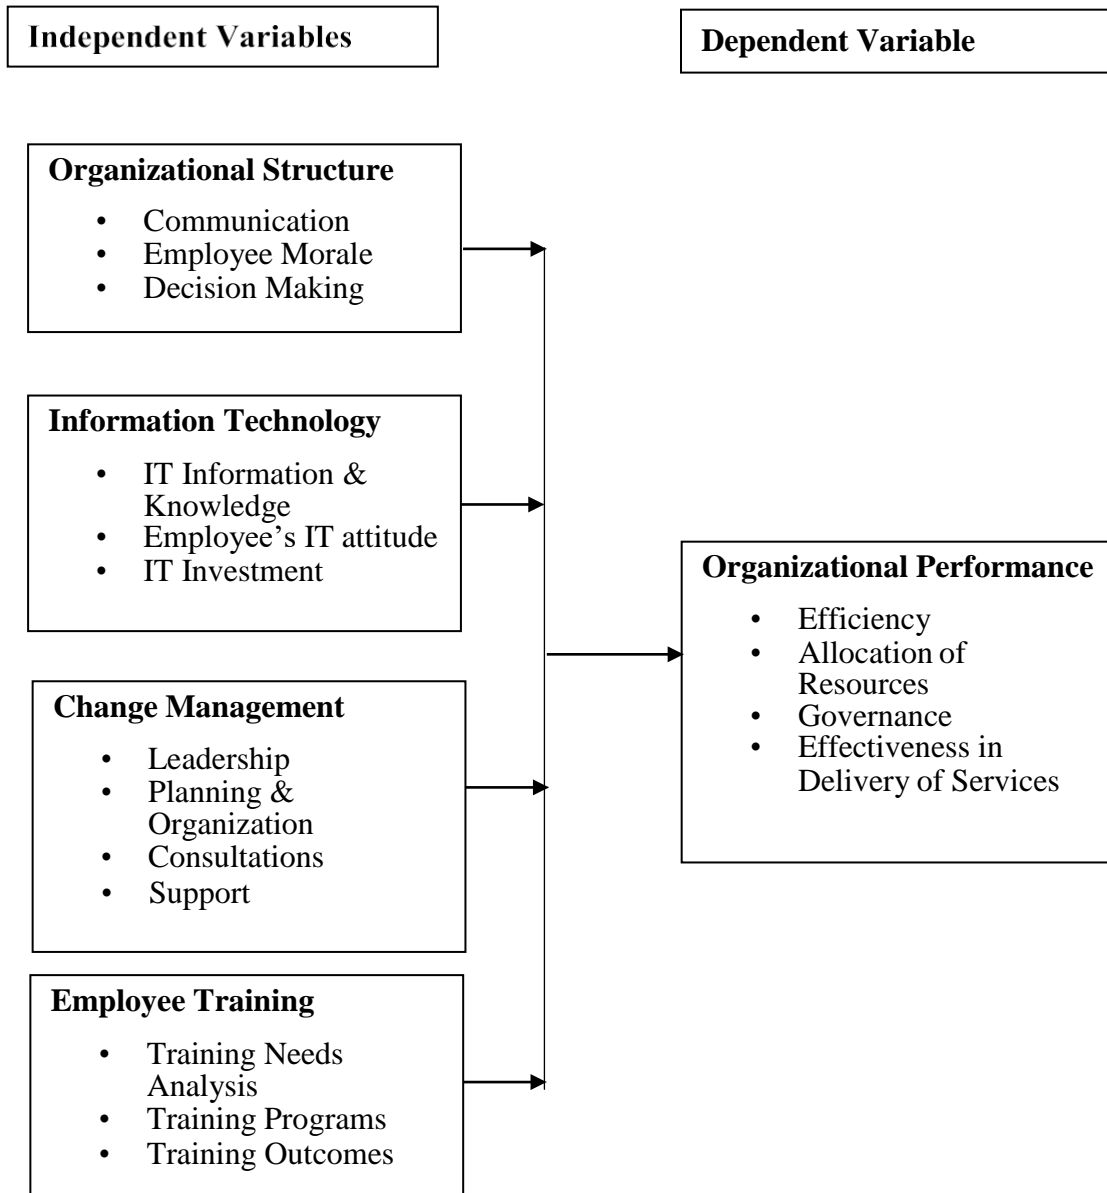 Independent Variables
Dependent Variable
Organizational Structure
• Communication
• Employee Morale
• Decision Making
Information Technology
• IT Information &
Knowledge
• Employee’s IT attitude
• IT Investment
Change Management
• Leadership
• Planning &
Organization
• Consultations
• Support
Employee Training
• Training Needs
Analysis
• Training Programs
• Training Outcomes
Organizational Performance
• Efficiency
• Allocation of
Resources
• Governance
• Effectiveness in
Delivery of Services